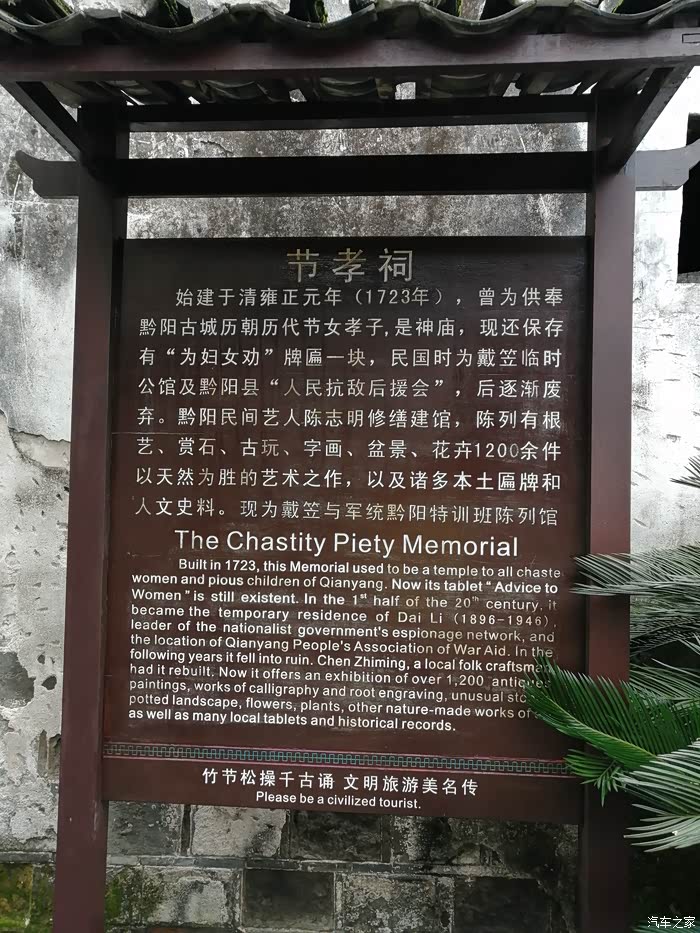 节孝祠
始建于清雍正元年（1723年），曾为供奉
黔阳古城历朝历代节女孝子,是神庙，现还保存
有“为妇女劝”牌匾一块，民国时为戴笠临时
公馆及黔阳县“人民抗敌后援会”，后逐渐废
弃。黔阳民间艺人陈志明修缮建馆，陈列有根
艺、赏石、古玩、字画、盆景、花卉1200余件
以天然为胜的艺术之作，以及诸多本土匾牌和
人文史料。现为戴笠与军统黔阳特训班陈列馆
The Chastity Piety Memorial
Built in 1723, this Memorial used to be a temple to all chaste
women and pious children of Qianyang. Now its tablet “Advice to
Women” is still existent. In the 1st half of the 20th century, it
became the temporary residence of Dai Li (1896-1946),
leader of the nationalist government's espionage network, and
the location of Qianyang People's Association of War Aid. In the
following years it fell into ruin. Chen Zhiming, a local folk
had it rebuilt. Now it offers an exhibition of over 1,200
paintings, works of calligraphy and root engraving, unusual
potted landscape, flowers, plants, other nature-made works of
as well as many local tablets and historical records.
竹节松操千古诵 文明旅游美名传
Please be a civilized tourist.
汽车之家